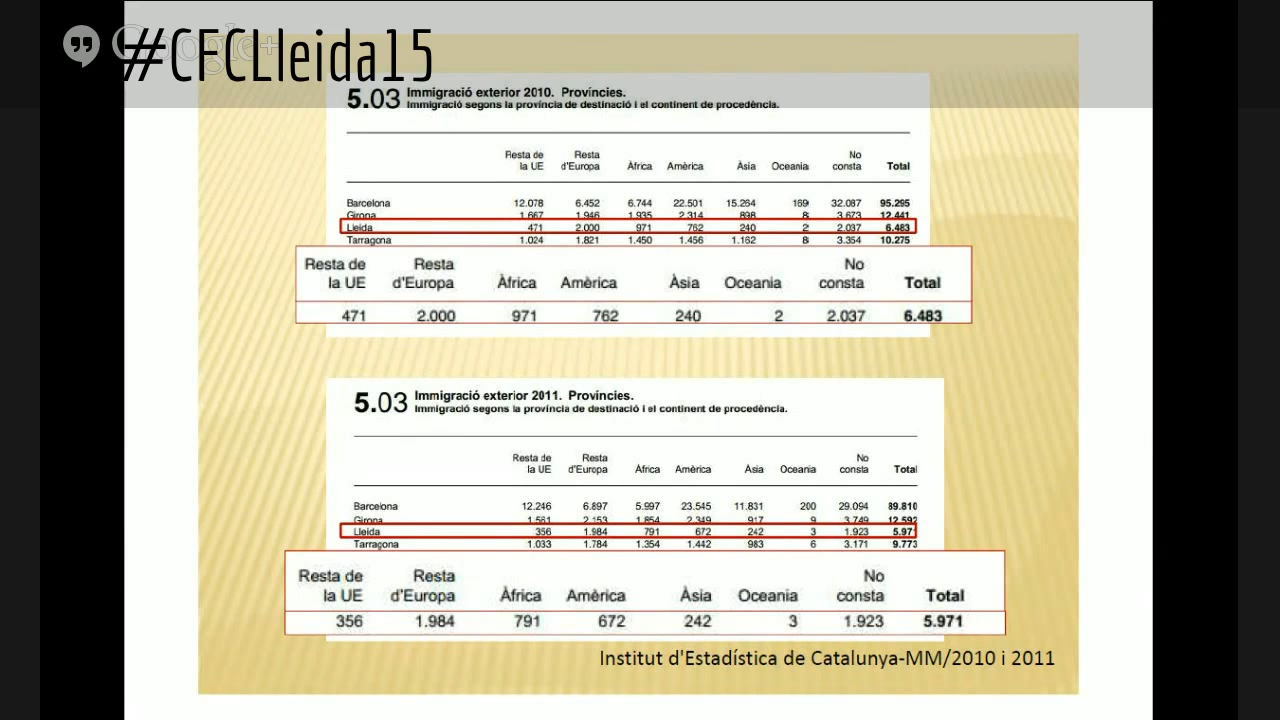 Google+
#CFCLleida15
5.03 Immigració exterior 2010. Províncies.
Immigració segons la província de destinació i el continent de procedència.
Resta de la UE Resta d'Europa Àfrica Amèrica Àsia Oceania No consta Total
Barcelona 12.078 6.452 6.744 22.501 15.264 169 32.087 95.295
Girona 1.667 1.946 1.935 2.314 898 8 3.673 12.441
Lleida 471 2.000 971 762 240 2 2.037 6.483
Tarragona 1.024 1.821 1.450 1.456 1.162 8 3.354 10.275
Resta de la UE Resta d'Europa Àfrica Amèrica Àsia Oceania No consta Total
471 2.000 971 762 240 2 2.037 6.483
5.03 Immigració exterior 2011. Províncies.
Immigració segons la província de destinació i el continent de procedència.
Resta de la UE Resta d'Europa Àfrica Amèrica Àsia Oceania No consta Total
Barcelona 12.246 6.897 5.997 23.545 11.831 200 29.094 89.810
Girona 1.561 2.153 1.854 2.349 917 9 3.749 12.592
Lleida 356 1.984 791 672 242 3 1.923 5.971
Tarragona 1.033 1.784 1.354 1.442 983 6 3.171 9.773
Resta de la UE Resta d'Europa Àfrica Amèrica Àsia Oceania No consta Total
356 1.984 791 672 242 3 1.923 5.971
Institut d'Estadística de Catalunya-MM/2010 i 2011